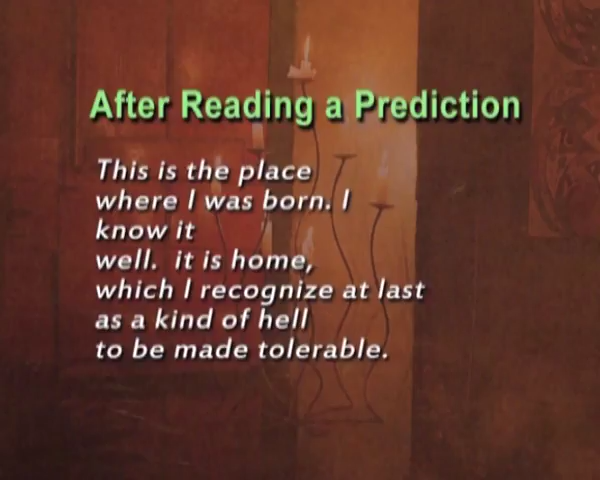 After Reading a Prediction
This is the place
where I was born. I
know it
well.  it is home,
which I recognize at last
as a kind of hell
to be made tolerable.